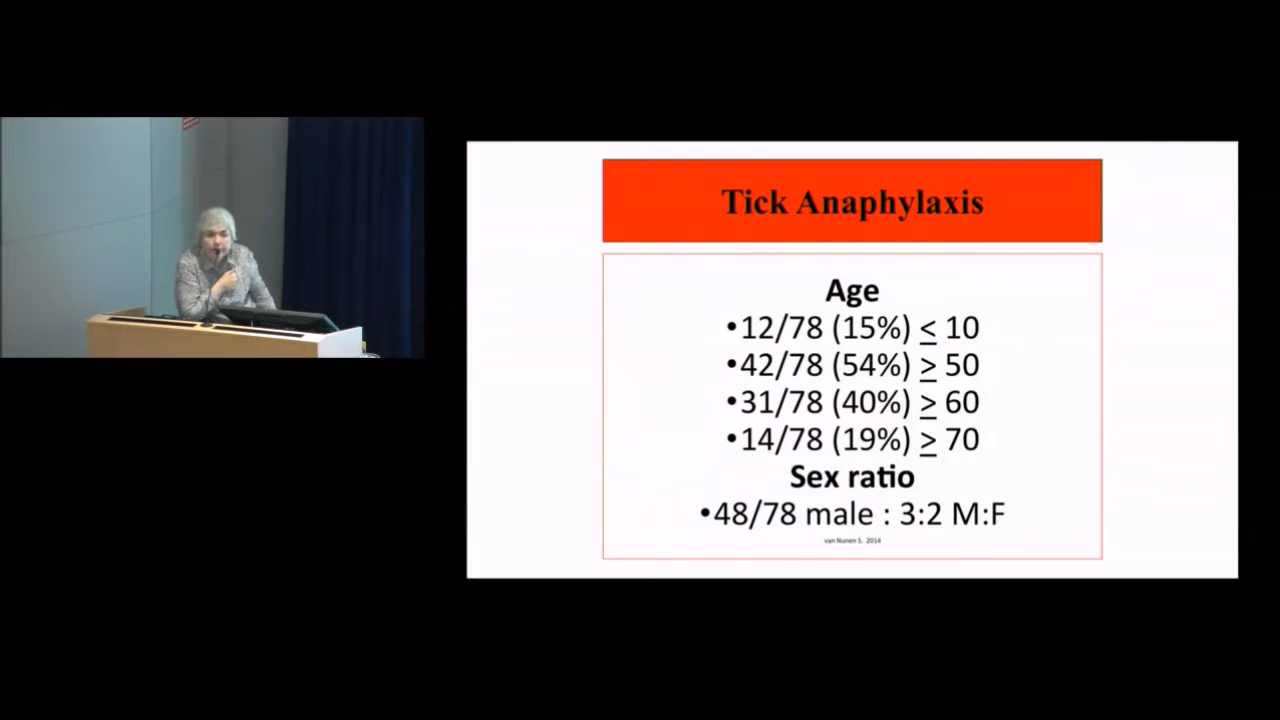 Tick Anaphylaxis
Age
•12/78 (15%) ≤ 10
•42/78 (54%) ≥ 50
•31/78 (40%) ≥ 60
•14/78 (19%) ≥ 70
Sex ratio
•48/78 male : 3:2 M:F
van Nunen S. 2014